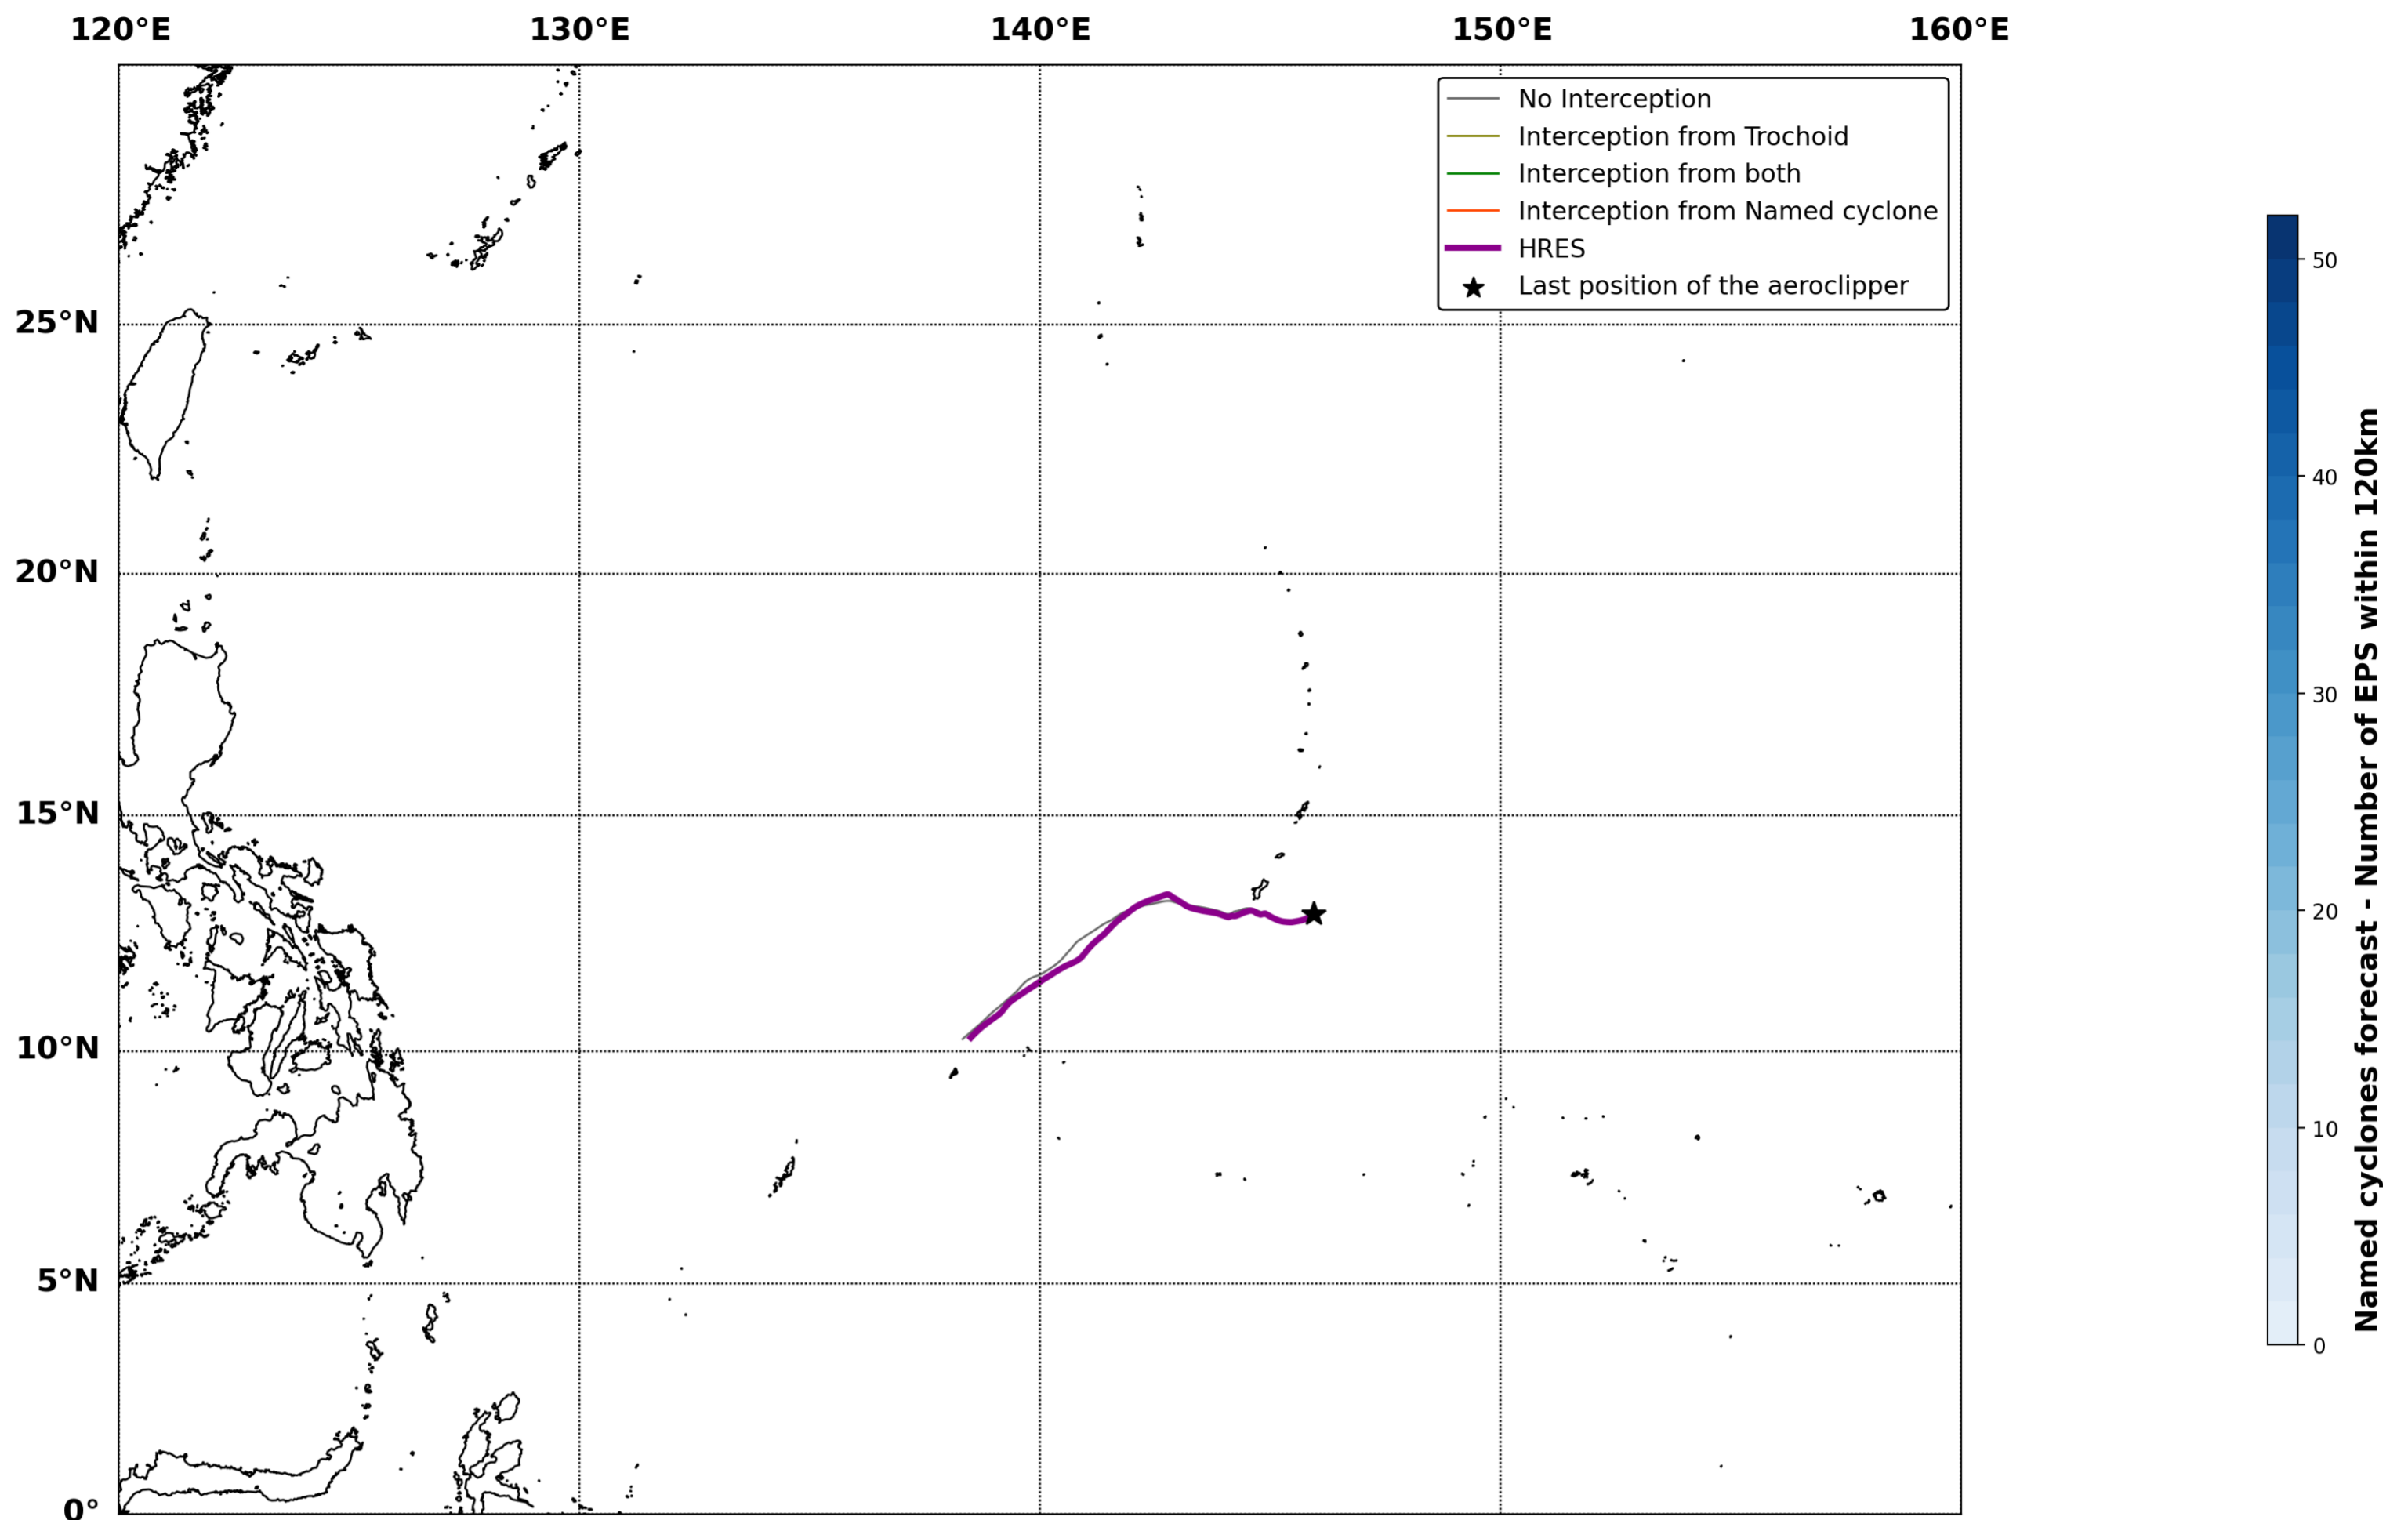 120°E 130°E 140°E 150°E 160°E
No Interception
Interception from Trochoid
Interception from both
Interception from Named cyclone
HRES
Last position of the aeroclipper
25°N
20°N
15°N
10°N
5°N
0°
50
40
30
20
10
0
Named cyclones forecast - Number of EPS within 120km